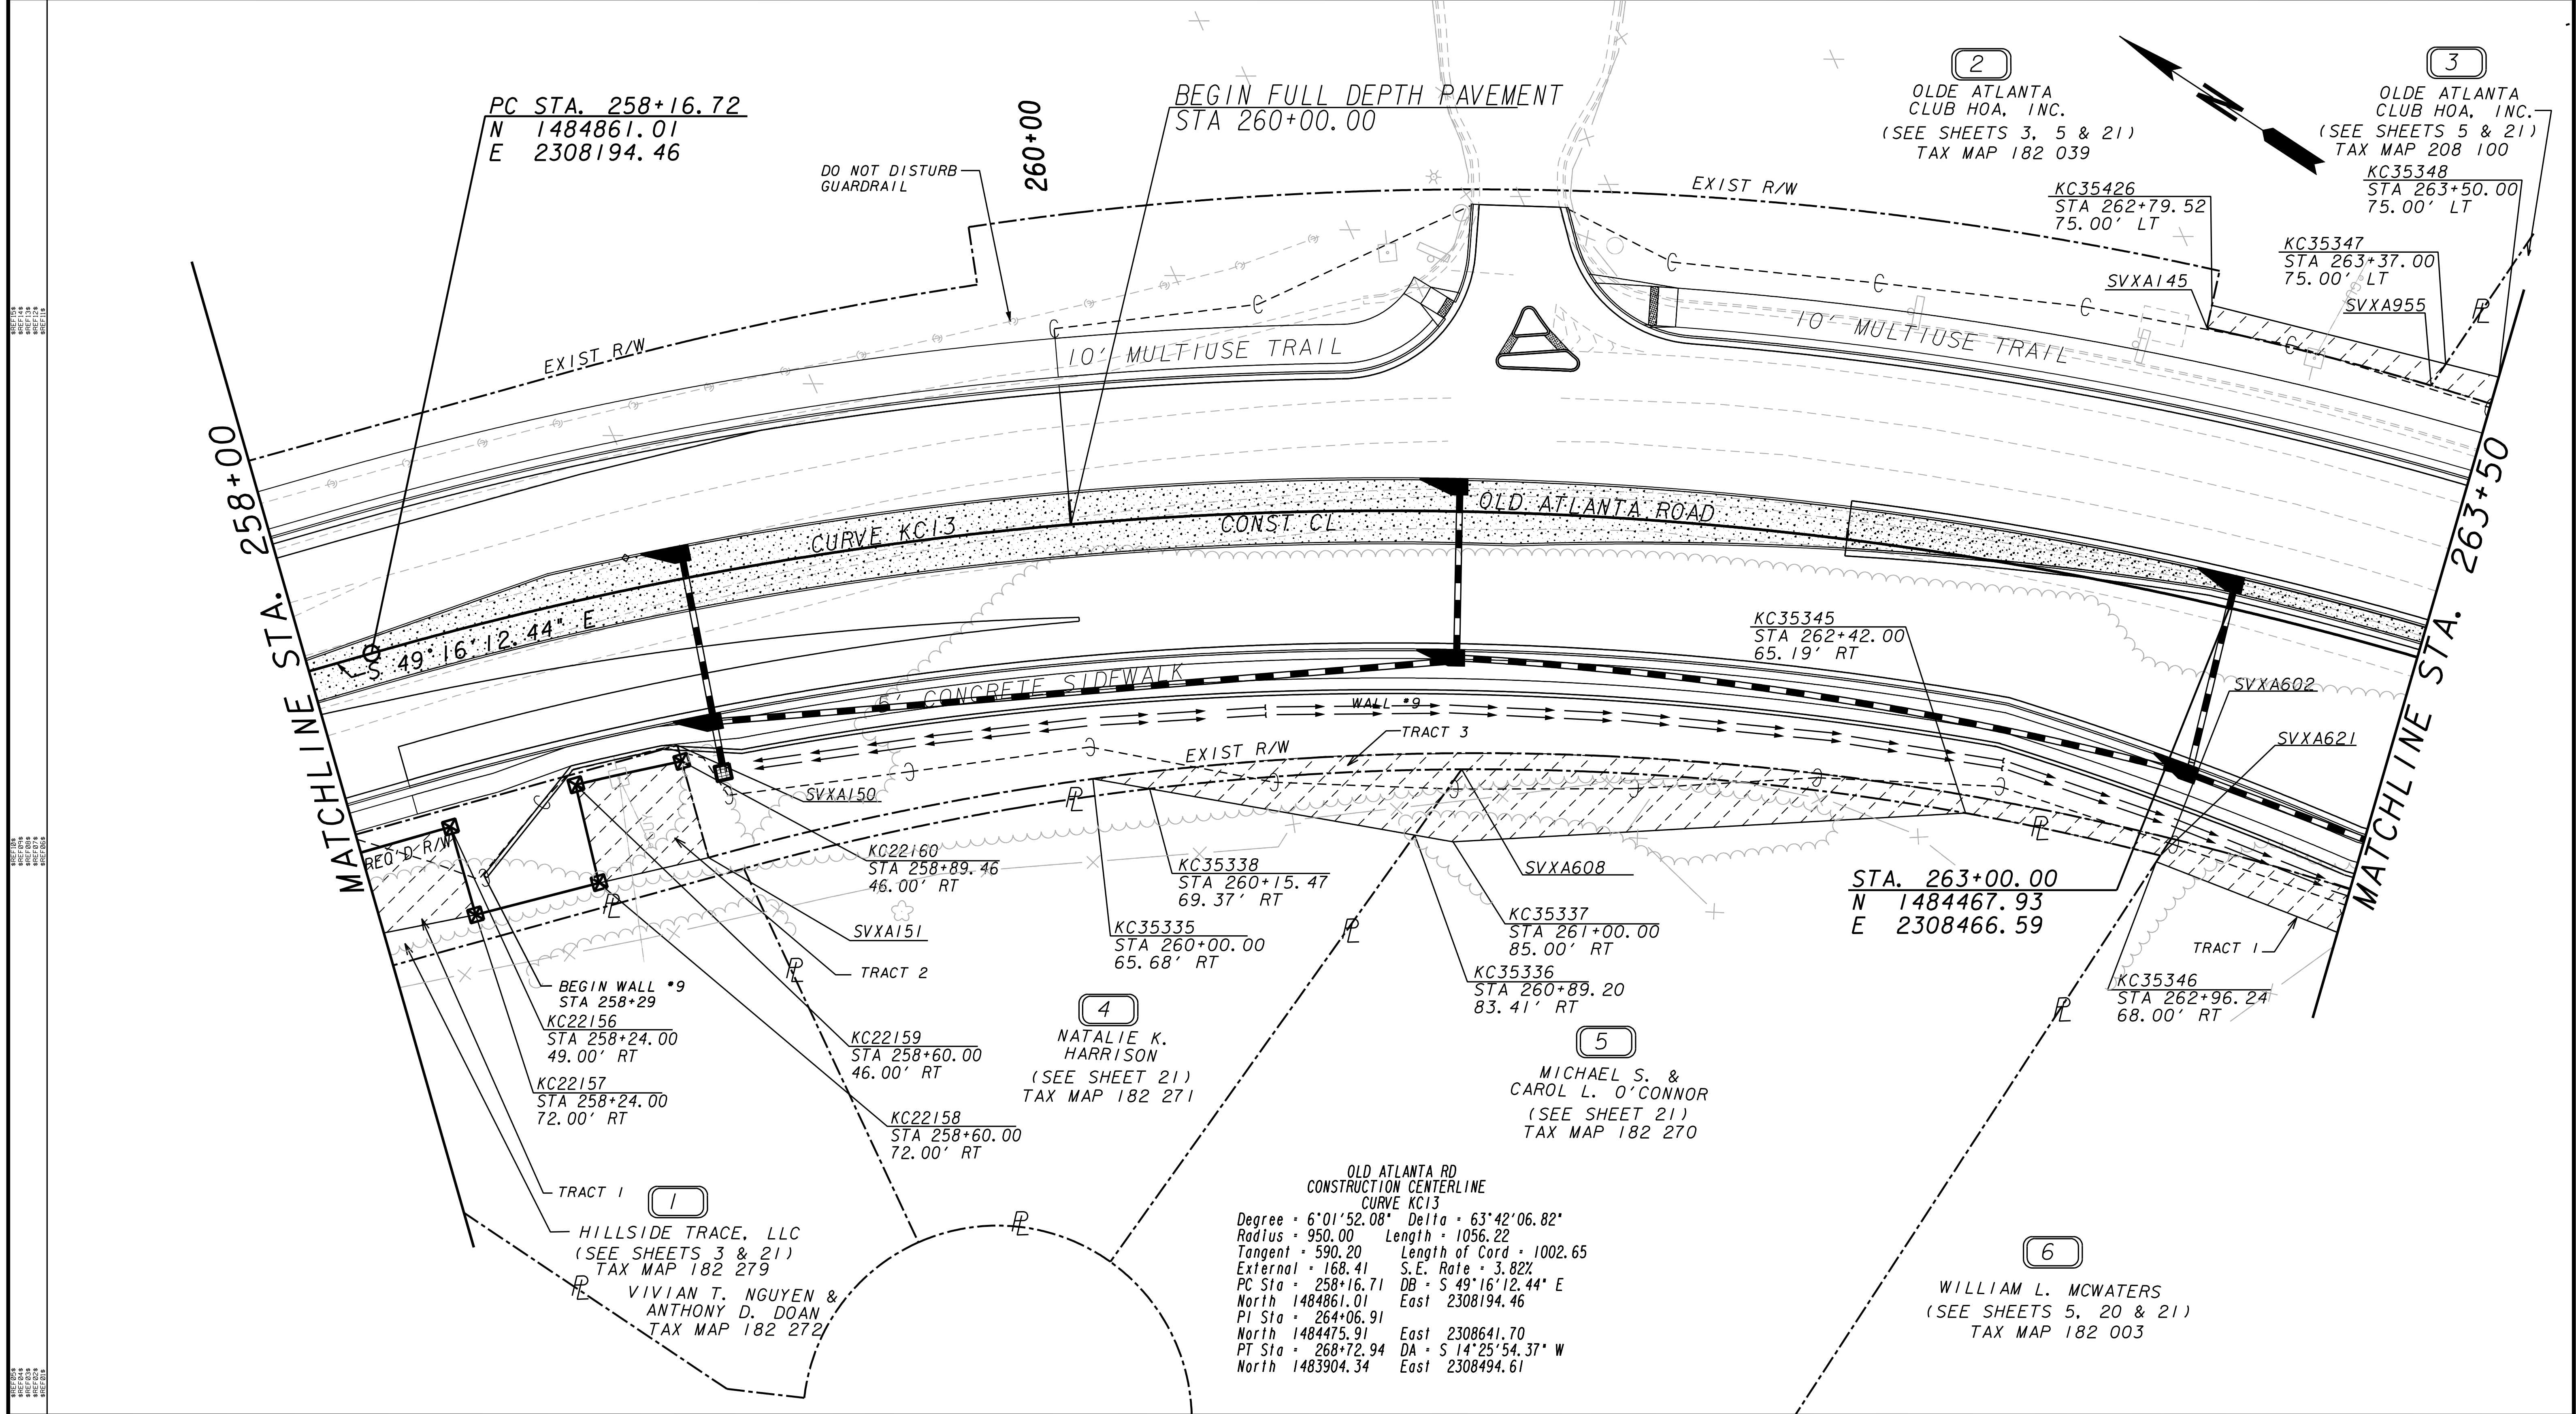 PC STA. 258+16.72
N 1484861.01
E 2308194.46
DO NOT DISTURB
GUARDRAIL
260+00
BEGIN FULL DEPTH PAVEMENT
STA 260+00.00
2
OLDE ATLANTA
CLUB HOA, INC.
(SEE SHEETS 3, 5 & 21)
TAX MAP 182 039
N
3
OLDE ATLANTA
CLUB HOA, INC.
(SEE SHEETS 5 & 21)
TAX MAP 208 100
KC35348
STA 263+50.00
75.00' LT
KC35426
STA 262+79.52
75.00' LT
KC35347
STA 263+37.00
75.00' LT
SVXA145
SVXA955
EXIST R/W
EXIST R/W
10' MULTIUSE TRAIL
10' MULTIUSE TRAIL
MATCHLINE STA. 258+00
MATCHLINE STA. 263+50
CURVE KC13
CONST CL
OLD ATLANTA ROAD
S 49°16'12.44" E
6' CONCRETE SIDEWALK
WALL #9
TRACT 3
EXIST R/W
KC35345
STA 262+42.00
65.19' RT
SVXA602
SVXA621
SVXA150
REQ'D R/W
KC22160
STA 258+89.46
46.00' RT
SVXA151
TRACT 2
KC35338
STA 260+15.47
69.37' RT
KC35335
STA 260+00.00
65.68' RT
SVXA608
KC35337
STA 261+00.00
85.00' RT
KC35336
STA 260+89.20
83.41' RT
STA. 263+00.00
N 1484467.93
E 2308466.59
TRACT 1
KC35346
STA 262+96.24
68.00' RT
BEGIN WALL #9
STA 258+29
KC22156
STA 258+24.00
49.00' RT
KC22157
STA 258+24.00
72.00' RT
KC22159
STA 258+60.00
46.00' RT
KC22158
STA 258+60.00
72.00' RT
4
NATALIE K.
HARRISON
(SEE SHEET 21)
TAX MAP 182 271
5
MICHAEL S. &
CAROL L. O'CONNOR
(SEE SHEET 21)
TAX MAP 182 270
TRACT 1
1
HILLSIDE TRACE, LLC
(SEE SHEETS 3 & 21)
TAX MAP 182 279
VIVIAN T. NGUYEN &
ANTHONY D. DOAN
TAX MAP 182 272
OLD ATLANTA RD
CONSTRUCTION CENTERLINE
CURVE KC13
Degree = 6°01'52.08" Delta = 63°42'06.82"
Radius = 950.00 Length = 1056.22
Tangent = 590.20 Length of Cord = 1002.65
External = 168.41 S.E. Rate = 3.82%
PC Sta = 258+16.71 DB = S 49°16'12.44" E
North 1484861.01 East 2308194.46
PI Sta = 264+06.91
North 1484475.91 East 2308641.70
PT Sta = 268+72.94 DA = S 14°25'54.37" W
North 1483904.34 East 2308494.61
6
WILLIAM L. MCWATERS
(SEE SHEETS 5, 20 & 21)
TAX MAP 182 003